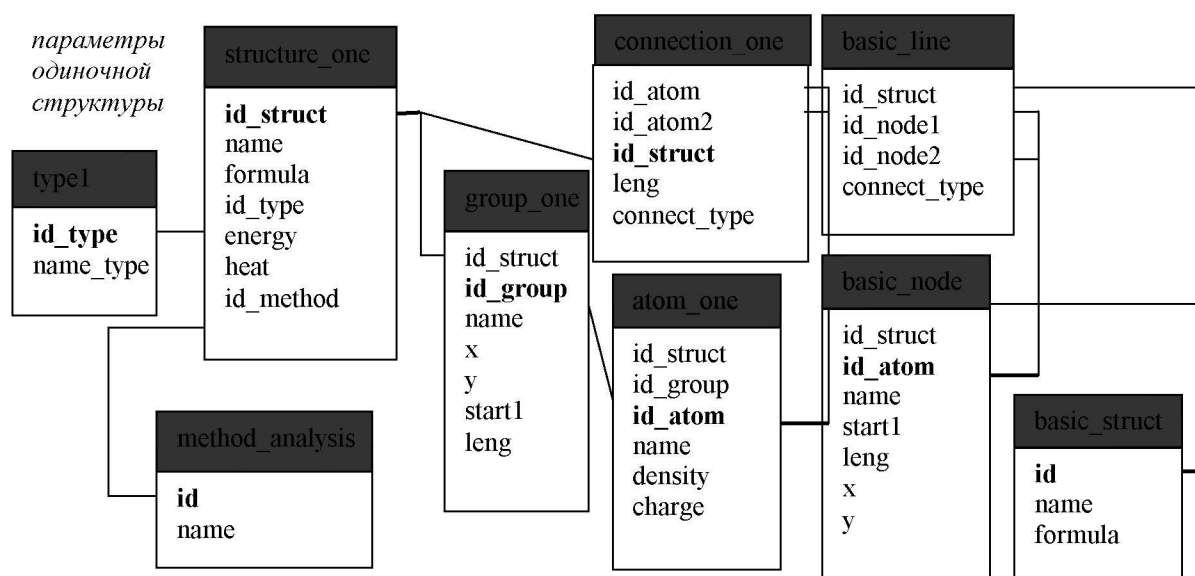 параметры
одиночной
структуры
structure_one
id_struct
name
formula
id_type
energy
heat
id_method
type1
id_type
name_type
method_analysis
id
name
group_one
id_struct
id_group
name
x
y
start1
leng
connection_one
id_atom
id_atom2
id_struct
leng
connect_type
atom_one
id_struct
id_group
id_atom
name
density
charge
basic_line
id_struct
id_node1
id_node2
connect_type
basic_node
id_struct
id_atom
name
start1
leng
x
y
basic_struct
id
name
formula